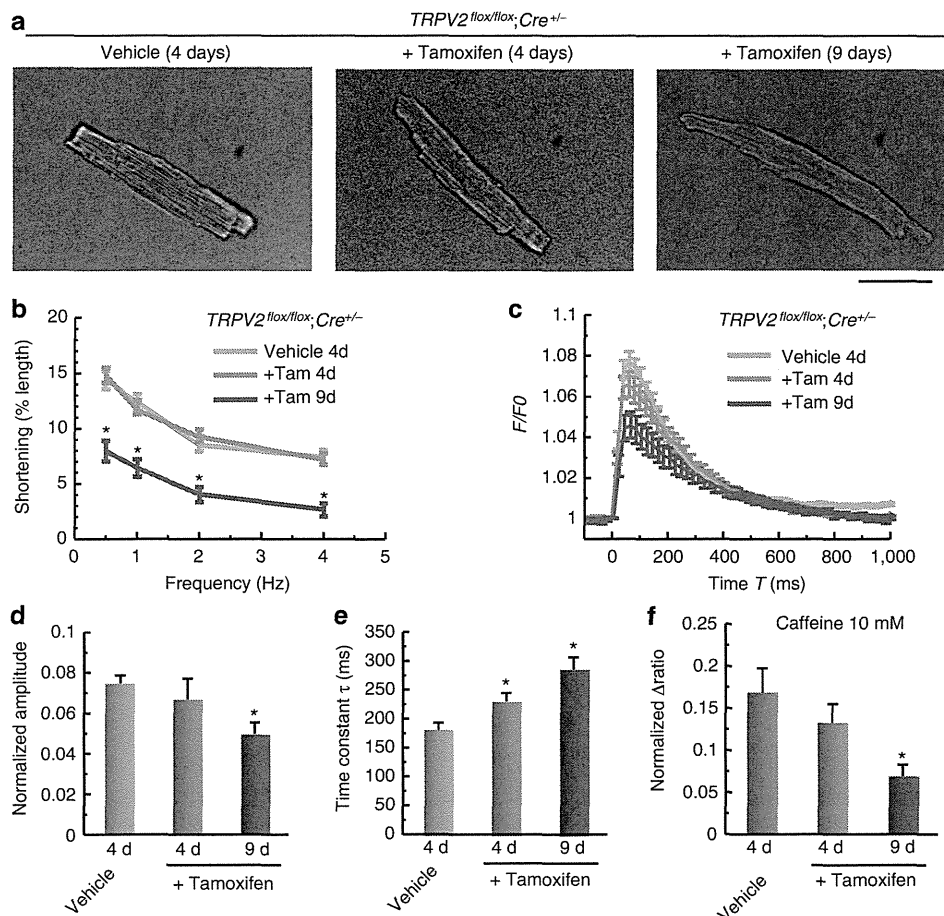 a
TRPV2flox/flox;Cre+/–
Vehicle (4 days)
+ Tamoxifen (4 days)
+ Tamoxifen (9 days)
b
TRPV2flox/flox;Cre+/–
Vehicle 4d
+Tam 4d
+Tam 9d
Shortening (% length)
20
15
10
5
0
* * * *
0 1 2 3 4 5
Frequency (Hz)
c
TRPV2flox/flox;Cre+/–
Vehicle 4d
+Tam 4d
+Tam 9d
F/F0
1.1
1.08
1.06
1.04
1.02
1
0 200 400 600 800 1,000
Time T (ms)
d
Normalized amplitude
0.1
0.08
0.06
0.04
0.02
0
*
4 d 4 d 9 d
Vehicle
+ Tamoxifen
e
Time constant τ (ms)
350
300
250
200
150
100
50
0
* *
4 d 4 d 9 d
Vehicle
+ Tamoxifen
f
Caffeine 10 mM
Normalized Δratio
0.25
0.2
0.15
0.1
0.05
0
*
4 d 4 d 9 d
Vehicle
+ Tamoxifen